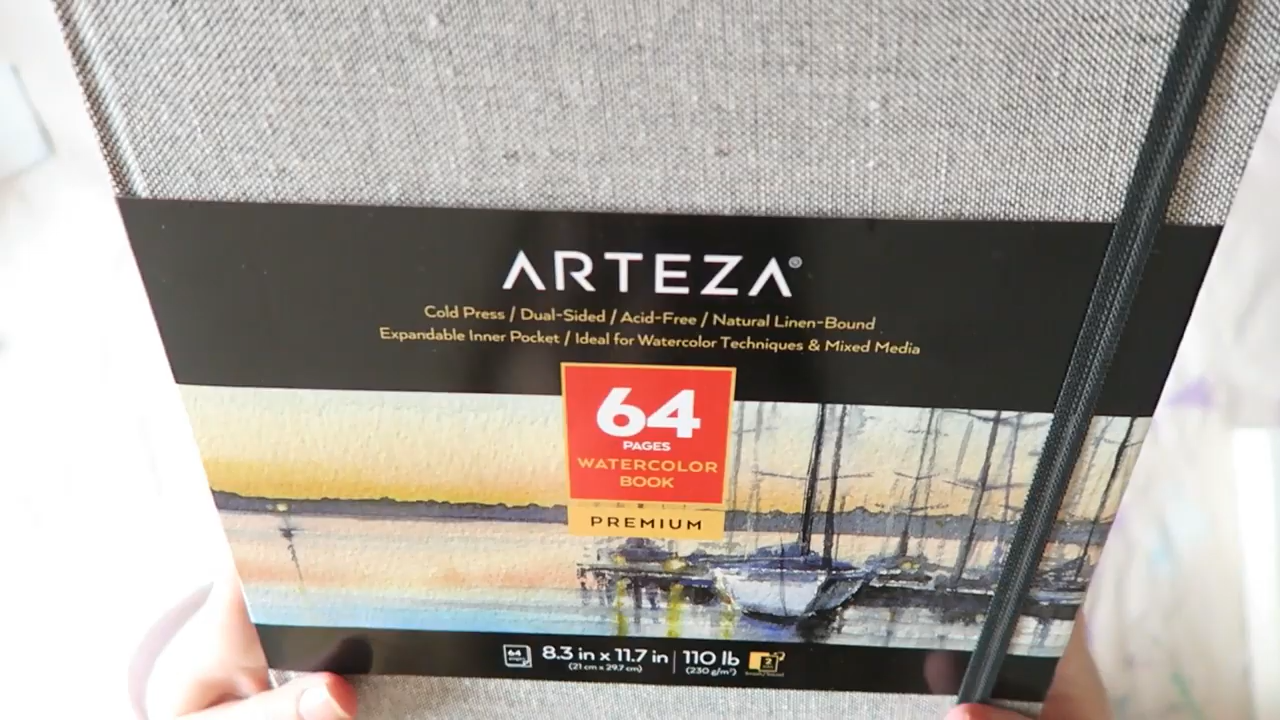 ARTEZA®
Cold Press / Dual-Sided / Acid-Free / Natural Linen-Bound
Expandable Inner Pocket / Ideal for Watercolor Techniques & Mixed Media
64
PAGES
WATERCOLOR
BOOK
PREMIUM
64
8.3 in x 11.7 in | 110 lb
(21 cm x 29.7 cm) (230 g/m²)
2